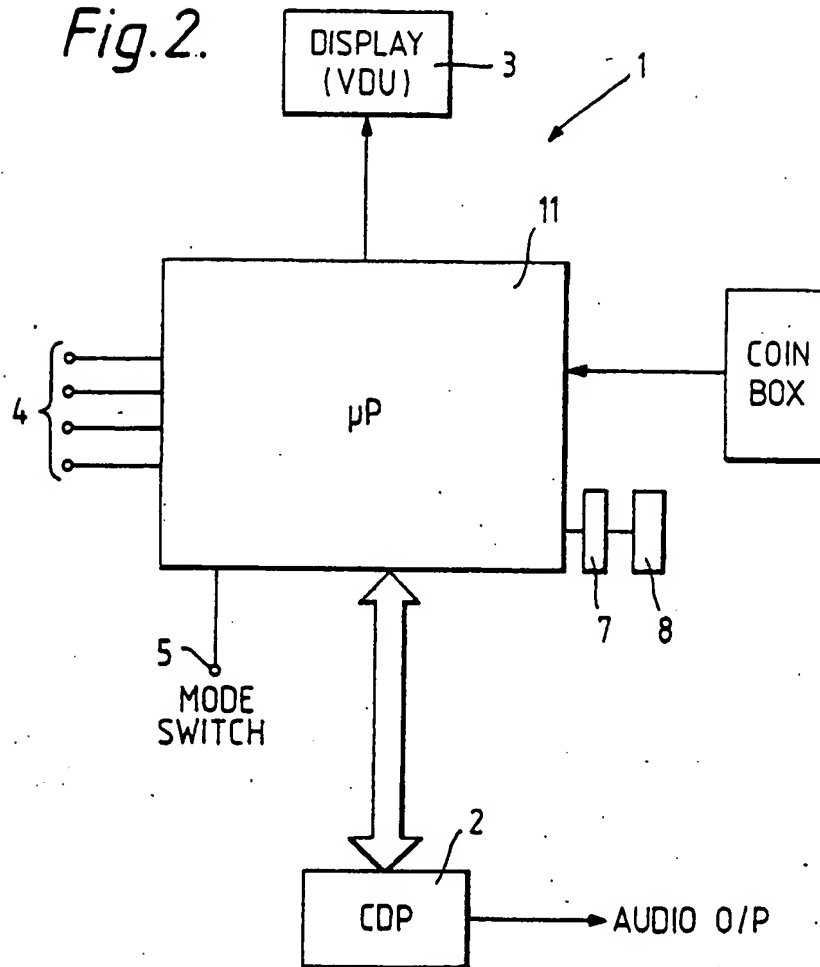 Fig.2.
DISPLAY
(VDU)
3
1
11
COIN
BOX
4
µP
7
8
5
MODE
SWITCH
2
CDP
AUDIO O/P